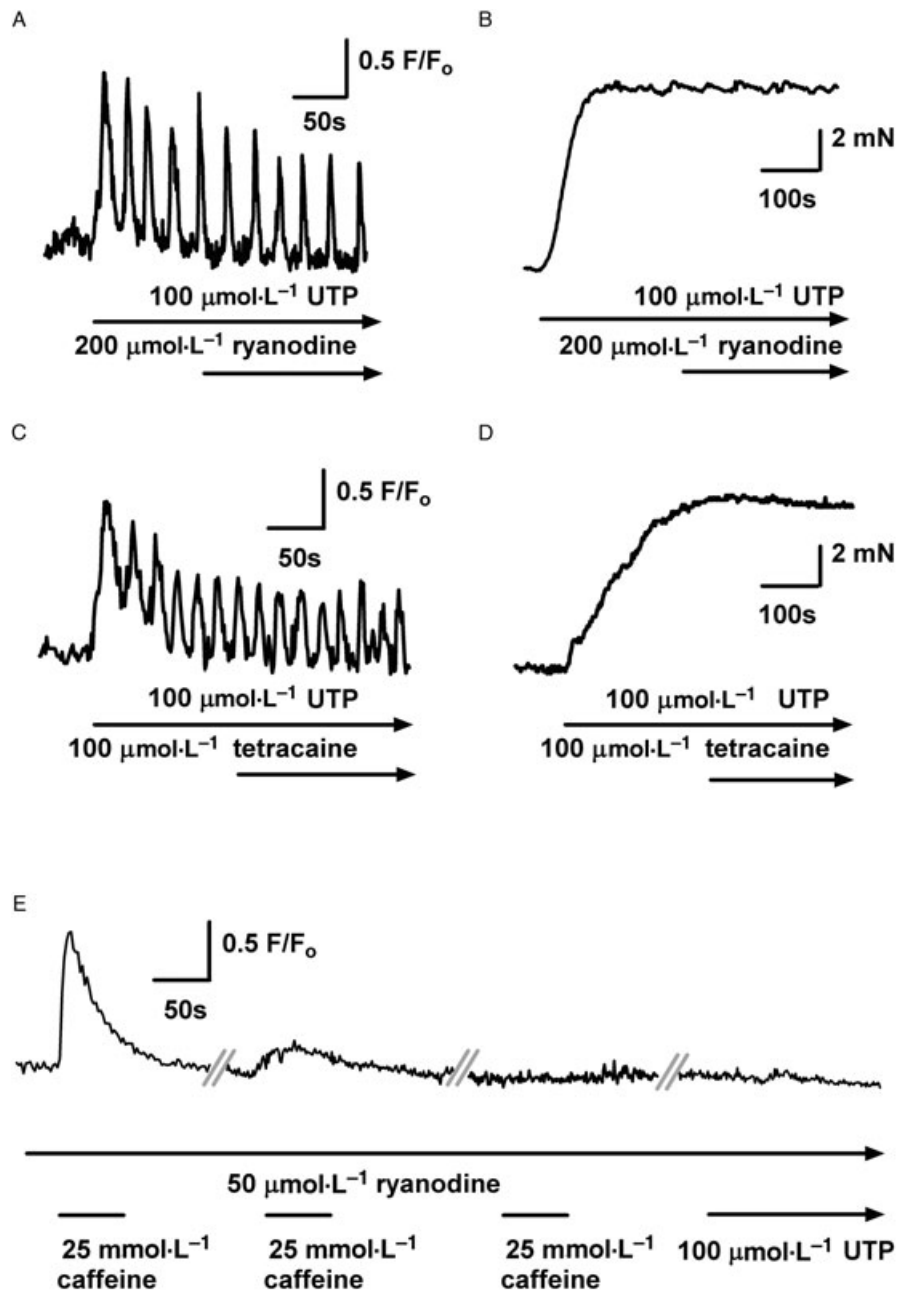 A
0.5 F/Fo
50s
100 μmol·L⁻¹ UTP
200 μmol·L⁻¹ ryanodine
B
2 mN
100s
100 μmol·L⁻¹ UTP
200 μmol·L⁻¹ ryanodine
C
0.5 F/Fo
50s
100 μmol·L⁻¹ UTP
100 μmol·L⁻¹ tetracaine
D
2 mN
100s
100 μmol·L⁻¹ UTP
100 μmol·L⁻¹ tetracaine
E
0.5 F/Fo
50s
50 μmol·L⁻¹ ryanodine
25 mmol·L⁻¹
caffeine
25 mmol·L⁻¹
caffeine
25 mmol·L⁻¹
caffeine
100 μmol·L⁻¹ UTP